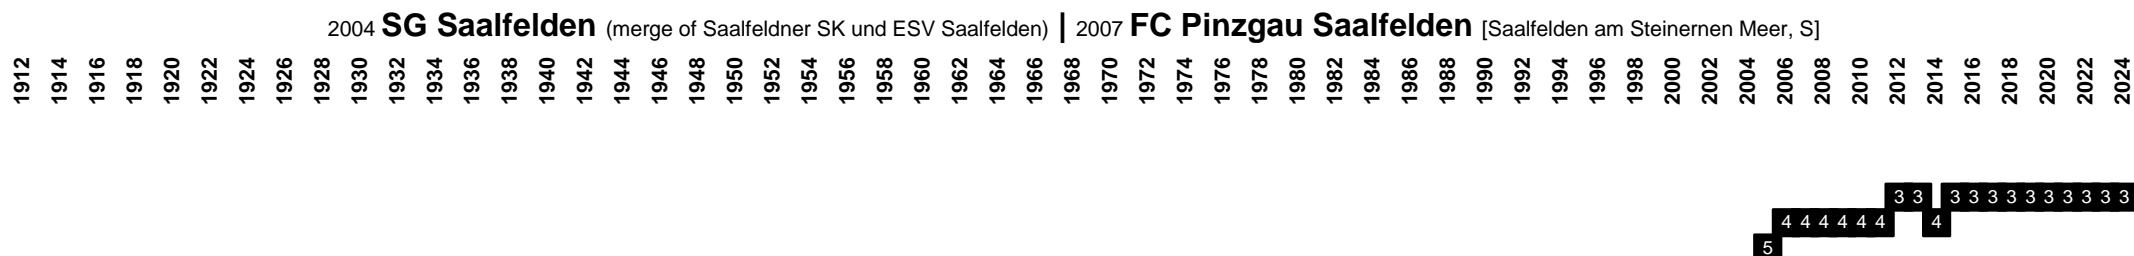 2004 SG Saalfelden (merge of Saalfeldner SK und ESV Saalfelden) | 2007 FC Pinzgau Saalfelden [Saalfelden am Steinernen Meer, S]
1912 1914 1916 1918 1920 1922 1924 1926 1928 1930 1932 1934 1936 1938 1940 1942 1944 1946 1948 1950 1952 1954 1956 1958 1960 1962 1964 1966 1968 1970 1972 1974 1976 1978 1980 1982 1984 1986 1988 1990 1992 1994 1996 1998 2000 2002 2004 2006 2008 2010 2012 2014 2016 2018 2020 2022 2024
3 3 3 3 3 3 3 3 3 3 3 3
4 4 4 4 4 4 4
5